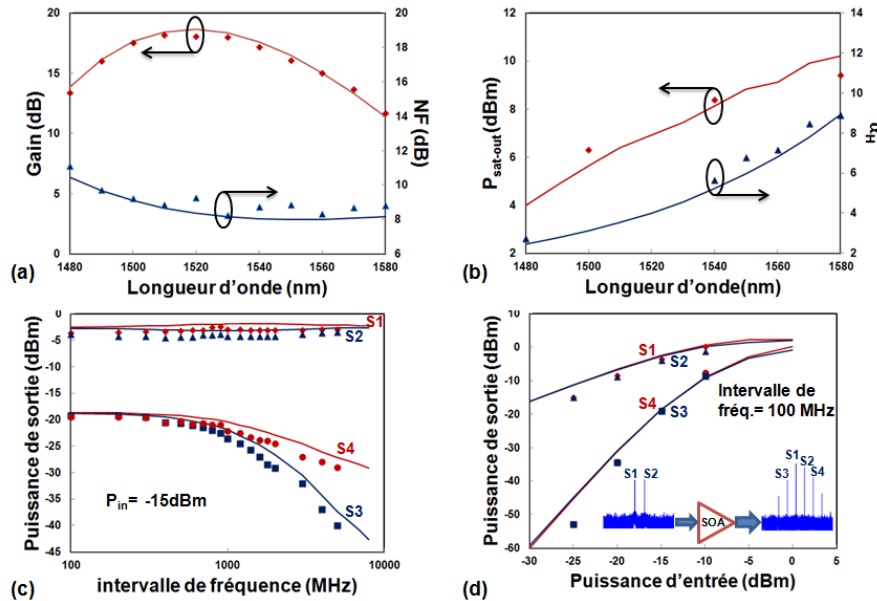 20
15
10
5
0
Gain (dB)
20
18
16
14
12
10
8
6
NF (dB)
1480 1500 1520 1540 1560 1580
Longueur d'onde(nm)
(a)
12
10
8
6
4
2
Psat-out (dBm)
14
12
10
8
6
4
2
αH
1480 1500 1520 1540 1560 1580
Longueur d'onde(nm)
(b)
0
-5
-10
-15
-20
-25
-30
-35
-40
-45
Puissance de sortie (dBm)
S1
S2
S4
S3
Pin= -15dBm
100 1000 10000
intervalle de fréquence (MHz)
(c)
10
0
-10
-20
-30
-40
-50
-60
Puissance de sortie (dBm)
S1
S2
S4
S3
Intervalle de
fréq.= 100 MHz
S1 S2
SOA
S1
S2
S3
S4
-30 -25 -20 -15 -10 -5 0 5
Puissance d'entrée (dBm)
(d)